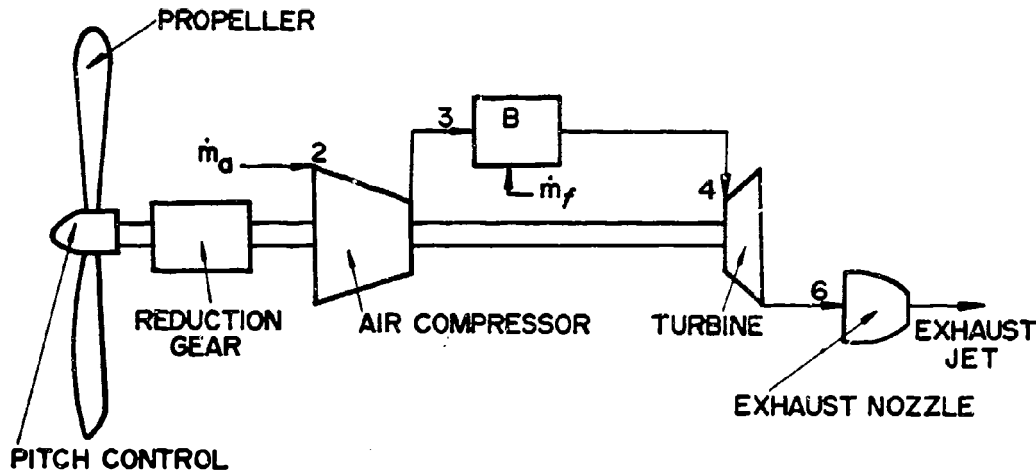 PROPELLER
3
B
ṁa
2
ṁf
4
6
REDUCTION
GEAR
AIR COMPRESSOR
TURBINE
EXHAUST
JET
EXHAUST NOZZLE
PITCH CONTROL